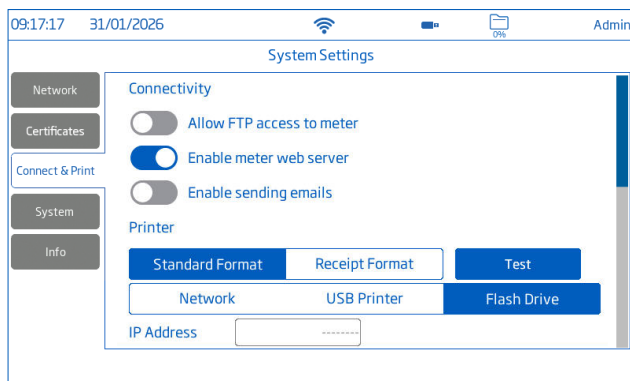 09:17:17 31/01/2026 0% Admin
System Settings
Network
Certificates
Connect & Print
System
Info
Connectivity
Allow FTP access to meter
Enable meter web server
Enable sending emails
Printer
Standard Format Receipt Format Test
Network USB Printer Flash Drive
IP Address --------